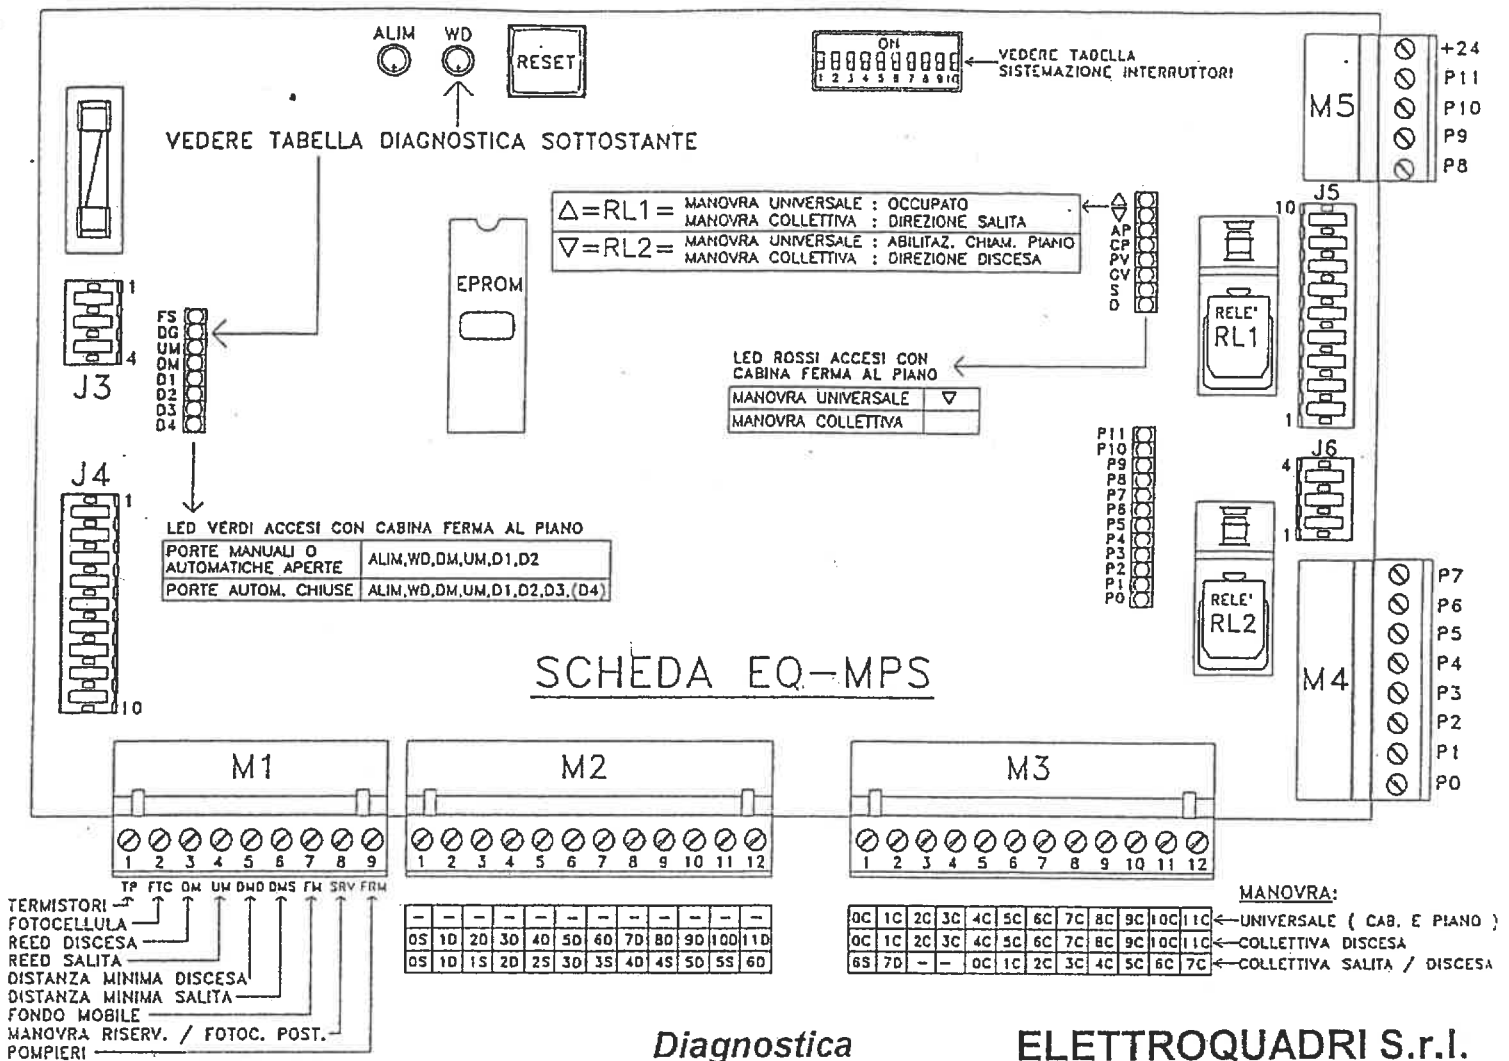 ALIM WD
RESET
ON
1 2 3 4 5 6 7 8 9 10
VEDERE TABELLA
SISTEMAZIONE INTERRUTTORI
VEDERE TABELLA DIAGNOSTICA SOTTOSTANTE
M5
+24
P11
P10
P9
P8
△=RL1= MANOVRA UNIVERSALE : OCCUPATO
MANOVRA COLLETTIVA : DIREZIONE SALITA
▽=RL2= MANOVRA UNIVERSALE : ABILITAZ. CHIAM. PIANO
MANOVRA COLLETTIVA : DIREZIONE DISCESA
△
▽
AP
CP
PV
CV
S
D
J5
10
1
RELE'
RL1
EPROM
1
4
J3
FS
DG
UM
DM
D1
D2
D3
D4
LED ROSSI ACCESI CON
CABINA FERMA AL PIANO
MANOVRA UNIVERSALE ▽
MANOVRA COLLETTIVA
P11
P10
P9
P8
P7
P6
P5
P4
P3
P2
P1
P0
J6
4
1
RELE'
RL2
J4
1
10
LED VERDI ACCESI CON CABINA FERMA AL PIANO
PORTE MANUALI O
AUTOMATICHE APERTE ALIM,WD,DM,UM,D1,D2
PORTE AUTOM. CHIUSE ALIM,WD,DM,UM,D1,D2,D3,(D4)
SCHEDA EQ-MPS
M4
P7
P6
P5
P4
P3
P2
P1
P0
M1
1 2 3 4 5 6 7 8 9
TP FTC DM UM DMD DMS FM SRV FRM
M2
1 2 3 4 5 6 7 8 9 10 11 12
M3
1 2 3 4 5 6 7 8 9 10 11 12
TERMISTORI
FOTOCELLULA
REED DISCESA
REED SALITA
DISTANZA MINIMA DISCESA
DISTANZA MINIMA SALITA
FONDO MOBILE
MANOVRA RISERV. / FOTOC. POST.
POMPIERI
- - - - - - - - - - - -
0S 1D 2D 3D 4D 5D 6D 7D 8D 9D 10D 11D
0S 1D 1S 2D 2S 3D 3S 4D 4S 5D 5S 6D
MANOVRA:
0C 1C 2C 3C 4C 5C 6C 7C 8C 9C 10C 11C UNIVERSALE ( CAB. E PIANO )
0C 1C 2C 3C 4C 5C 6C 7C 8C 9C 10C 11C COLLETTIVA DISCESA
6S 7D - - 0C 1C 2C 3C 4C 5C 6C 7C COLLETTIVA SALITA / DISCESA
Diagnostica
ELETTROQUADRI S.r.l.